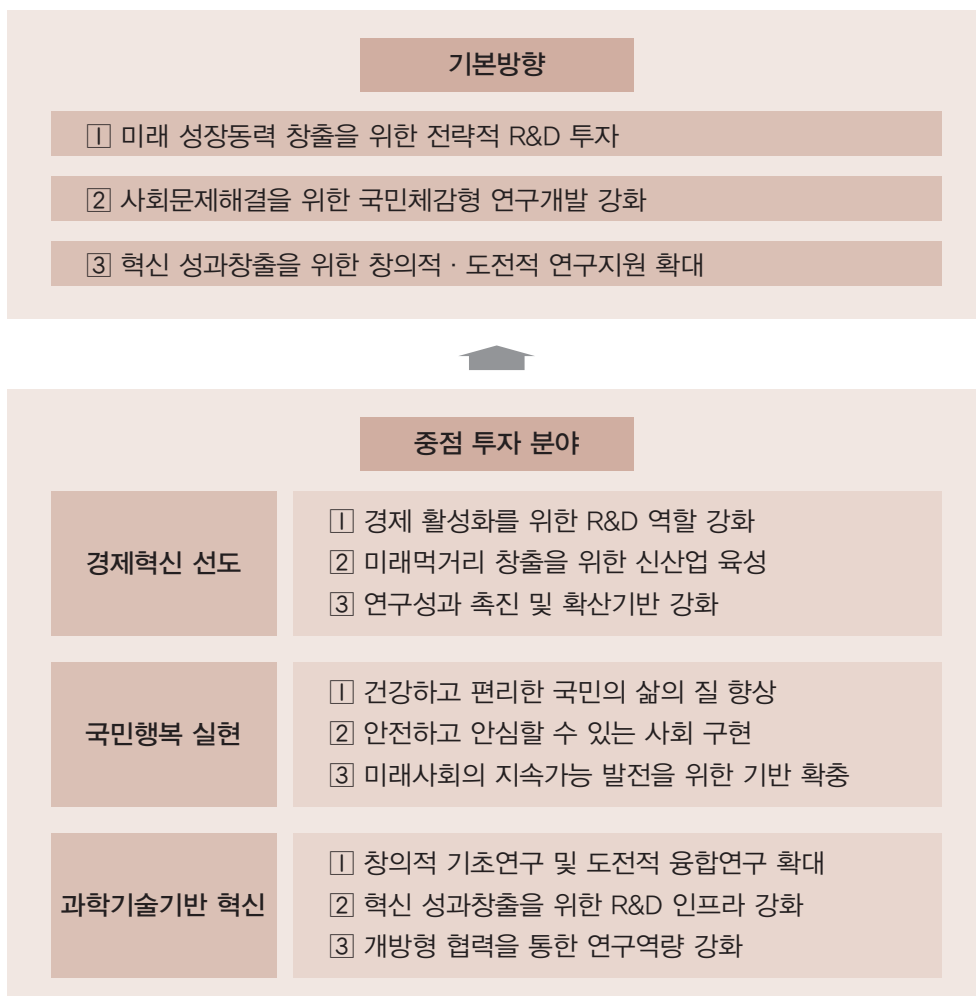 기본방향
1 미래 성장동력 창출을 위한 전략적 R&D 투자
2 사회문제해결을 위한 국민체감형 연구개발 강화
3 혁신 성과창출을 위한 창의적 · 도전적 연구지원 확대
중점 투자 분야
경제혁신 선도
1 경제 활성화를 위한 R&D 역할 강화
2 미래먹거리 창출을 위한 신산업 육성
3 연구성과 촉진 및 확산기반 강화
국민행복 실현
1 건강하고 편리한 국민의 삶의 질 향상
2 안전하고 안심할 수 있는 사회 구현
3 미래사회의 지속가능 발전을 위한 기반 확충
과학기술기반 혁신
1 창의적 기초연구 및 도전적 융합연구 확대
2 혁신 성과창출을 위한 R&D 인프라 강화
3 개방형 협력을 통한 연구역량 강화